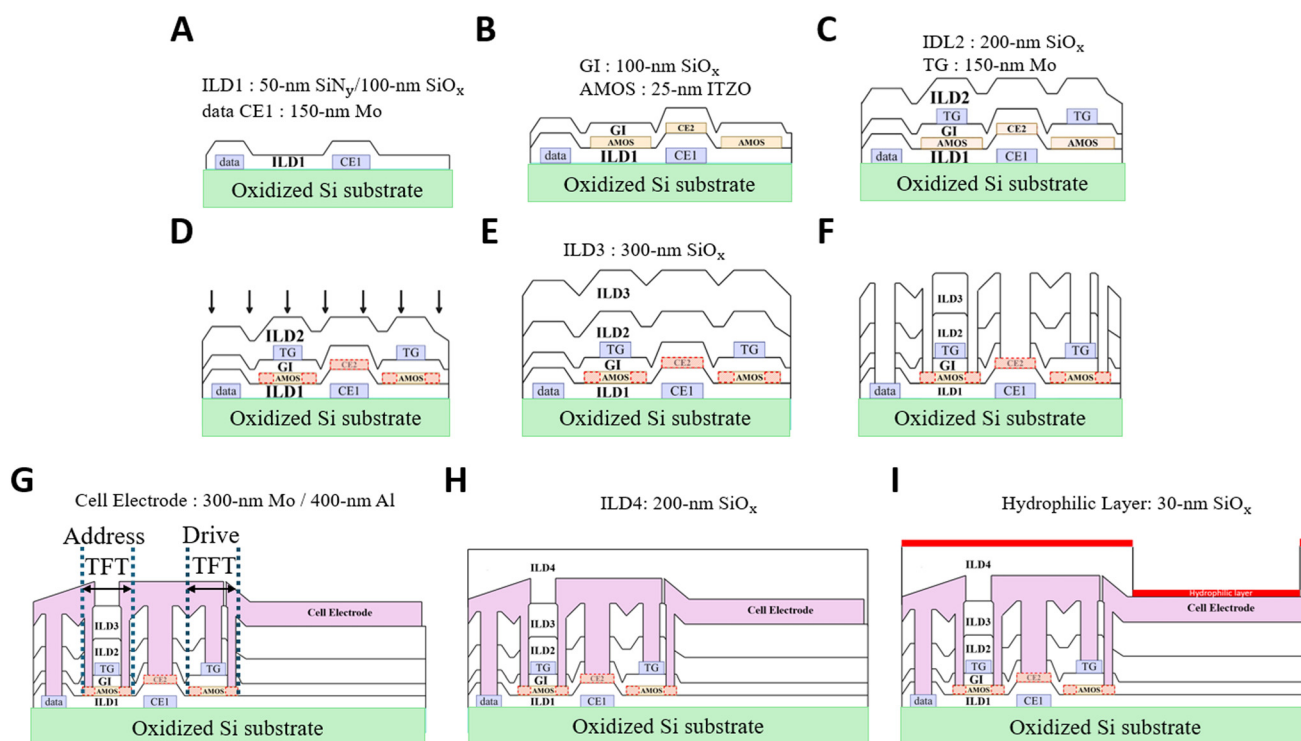 A
ILD1 : 50-nm SiNy/100-nm SiOx
data CE1 : 150-nm Mo
data
ILD1
CE1
Oxidized Si substrate
B
GI : 100-nm SiOx
AMOS : 25-nm ITZO
GI
CE2
AMOS
AMOS
data
ILD1
CE1
Oxidized Si substrate
C
IDL2 : 200-nm SiOx
TG : 150-nm Mo
ILD2
TG
TG
GI
CE2
AMOS
AMOS
data
ILD1
CE1
Oxidized Si substrate
D
ILD2
TG
TG
GI
CE2
AMOS
AMOS
data
ILD1
CE1
Oxidized Si substrate
E
ILD3 : 300-nm SiOx
ILD3
ILD2
TG
TG
GI
CE2
AMOS
AMOS
data
ILD1
CE1
Oxidized Si substrate
F
ILD3
ILD2
TG
TG
GI
CE2
AMOS
AMOS
data
ILD1
CE1
Oxidized Si substrate
G
Cell Electrode : 300-nm Mo / 400-nm Al
Address
TFT
Drive
TFT
Cell Electrode
ILD3
ILD2
TG
TG
GI
CE2
AMOS
AMOS
data
ILD1
CE1
Oxidized Si substrate
H
ILD4: 200-nm SiOx
ILD4
Cell Electrode
ILD3
ILD2
TG
TG
GI
CE2
AMOS
AMOS
data
ILD1
CE1
Oxidized Si substrate
I
Hydrophilic Layer: 30-nm SiOx
ILD4
Hydrophilic layer
Cell Electrode
ILD3
ILD2
TG
TG
GI
CE2
AMOS
AMOS
data
ILD1
CE1
Oxidized Si substrate